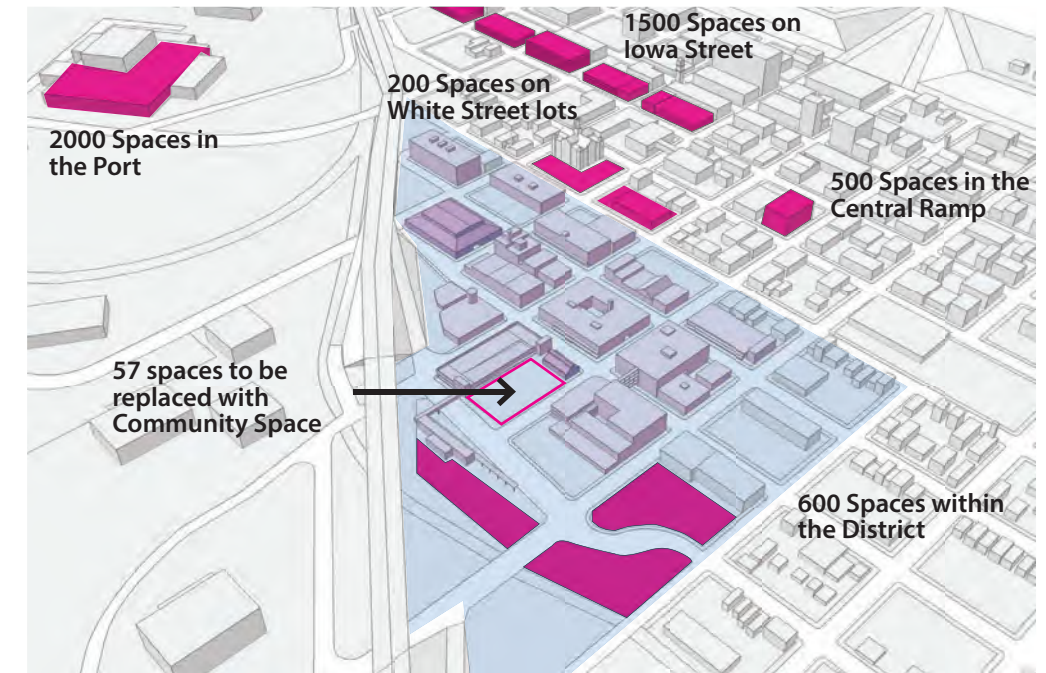 1500 Spaces on
Iowa Street
200 Spaces on
White Street lots
2000 Spaces in
the Port
500 Spaces in the
Central Ramp
57 spaces to be
replaced with
Community Space
600 Spaces within
the District